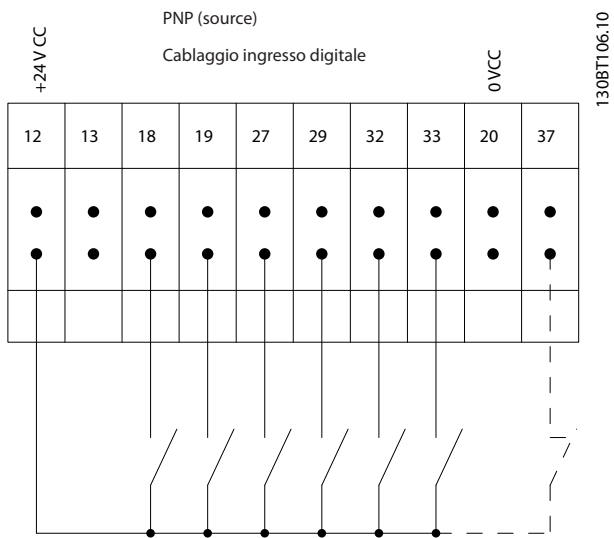 PNP (source)
Cablaggio ingresso digitale
+24 V CC
0 VCC
130BT106.10
12 13 18 19 27 29 32 33 20 37